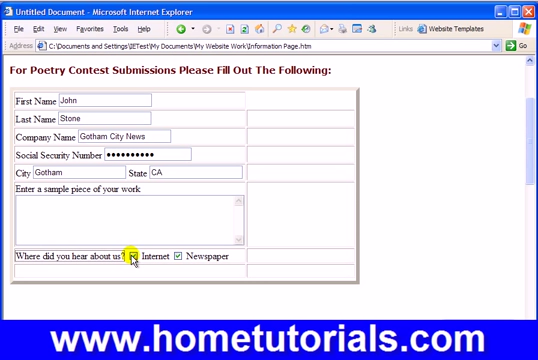 Untitled Document - Microsoft Internet Explorer
File Edit View Favorites Tools Help Links Website Templates
Address C:\Documents and Settings\IETest\My Documents\My Website Work\Information Page.htm Go
For Poetry Contest Submissions Please Fill Out The Following:
First Name John
Last Name Stone
Company Name Gotham City News
Social Security Number ••••••••••
City Gotham State CA
Enter a sample piece of your work
Where did you hear about us? Internet Newspaper
www.hometutorials.com